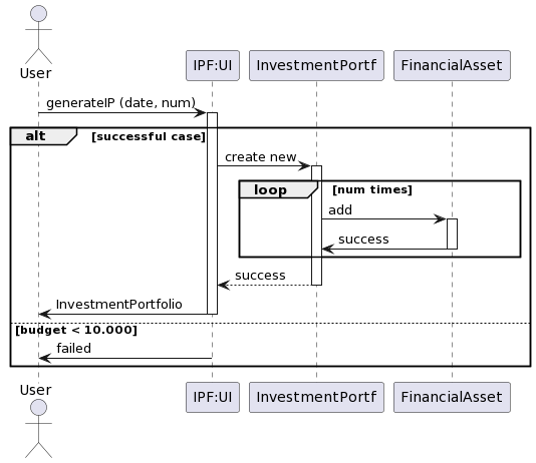 User
IPF:UI
InvestmentPortf
FinancialAsset
generateIP (date, num)
alt
[successful case]
create new
loop
[num times]
add
success
success
InvestmentPortfolio
[budget < 10.000]
failed
User
IPF:UI
InvestmentPortf
FinancialAsset